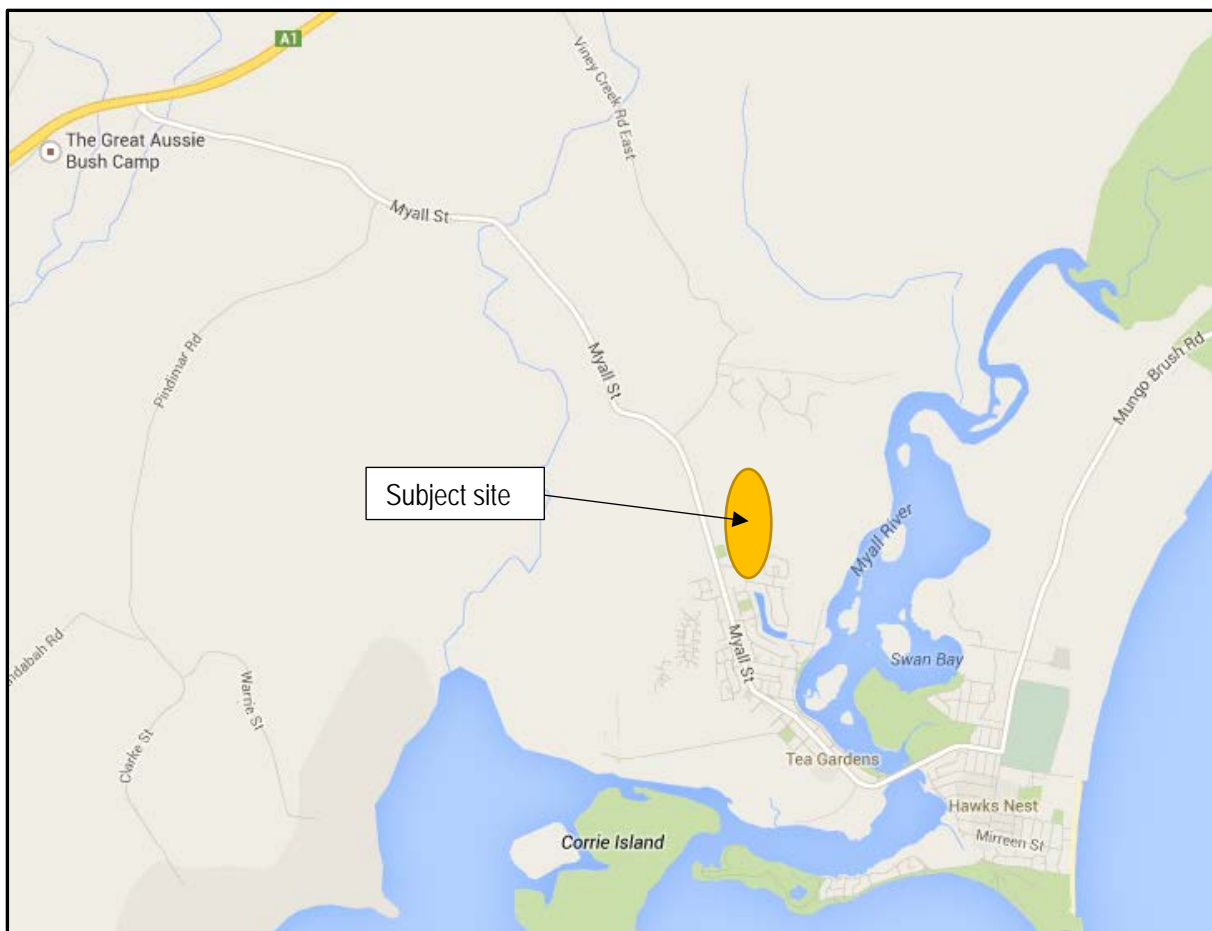 A1
Viney Creek Rd East
The Great Aussie
Bush Camp
Myall St
Pindimar Rd
Myall St
Mungo Brush Rd
Subject site
Myall River
Swan Bay
Myall St
ndabah Rd
Warrie St
Clarke St
Tea Gardens
Hawks Nest
Mirreen St
Corrie Island